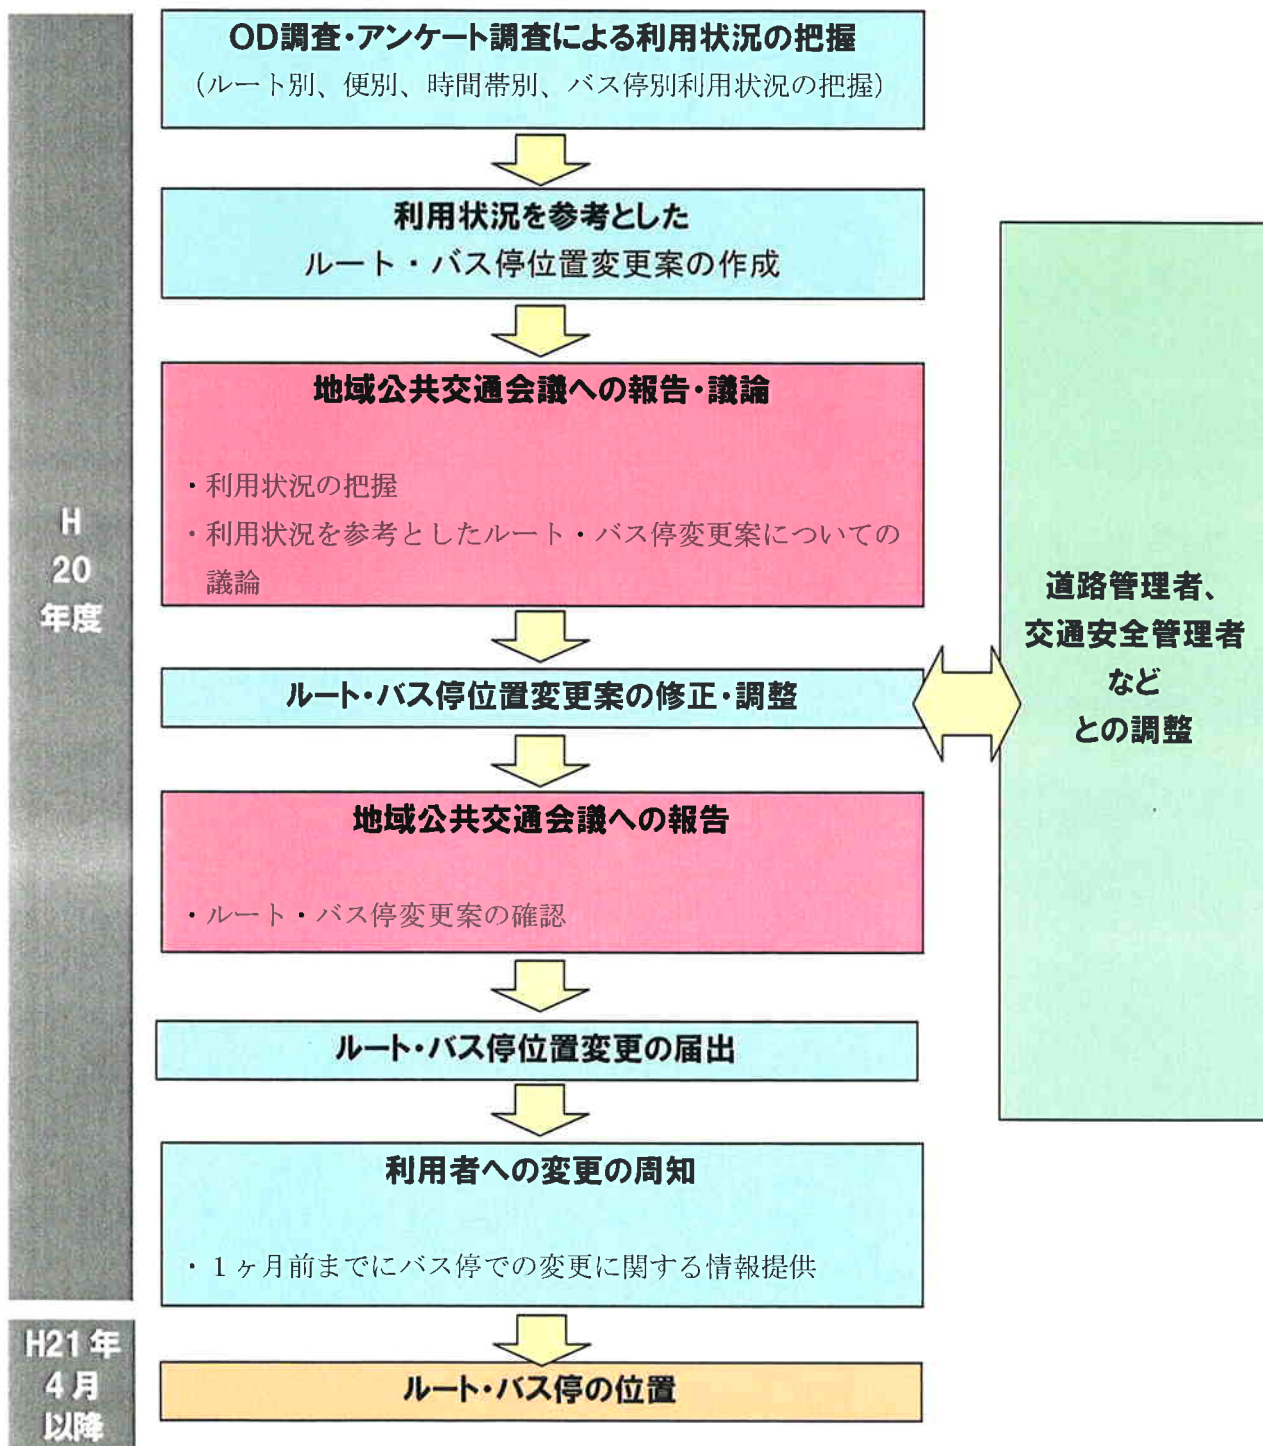 OD調査・アンケート調査による利用状況の把握
（ルート別、便別、時間帯別、バス停別利用状況の把握）
利用状況を参考とした
ルート・バス停位置変更案の作成
地域公共交通会議への報告・議論
・利用状況の把握
・利用状況を参考としたルート・バス停変更案についての
議論
H
20
年度
ルート・バス停位置変更案の修正・調整
道路管理者、
交通安全管理者
など
との調整
地域公共交通会議への報告
・ルート・バス停変更案の確認
ルート・バス停位置変更の届出
利用者への変更の周知
・１ヶ月前までにバス停での変更に関する情報提供
H21年
4月
以降
ルート・バス停の位置